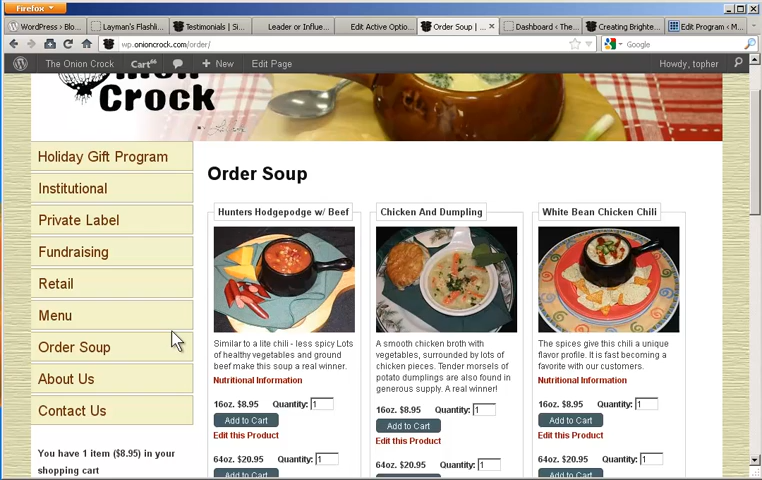 Firefox
WordPress › Blo...
Layman's Flashli...
Testimonials | Si...
Leader or Influe...
Edit Active Optio...
Order Soup | ...
Dashboard ‹ The...
Creating Brighte...
Edit Program ‹ M...
wp.onioncrock.com/order/
Google
The Onion Crock
Cart**
New
Edit Page
Howdy, topher
Crock
Holiday Gift Program
Institutional
Private Label
Fundraising
Retail
Menu
Order Soup
About Us
Contact Us
You have 1 item ($8.95) in your
shopping cart
Order Soup
Hunters Hodgepodge w/ Beef
Similar to a lite chili - less spicy Lots
of healthy vegetables and ground
beef make this soup a real winner.
Nutritional Information
16oz. $8.95 Quantity: 1
Add to Cart
Edit this Product
64oz. $20.95 Quantity: 1
Add to Cart
Chicken And Dumpling
A smooth chicken broth with
vegetables, surrounded by lots of
chicken pieces. Tender morsels of
potato dumplings are also found in
generous supply. A real winner!
16oz. $8.95 Quantity: 1
Add to Cart
Edit this Product
64oz. $20.95 Quantity: 1
White Bean Chicken Chili
The spices give this chili a unique
flavor profile. It is fast becoming a
favorite with our customers.
Nutritional Information
16oz. $8.95 Quantity: 1
Add to Cart
Edit this Product
64oz. $20.95 Quantity: 1
Add to Cart